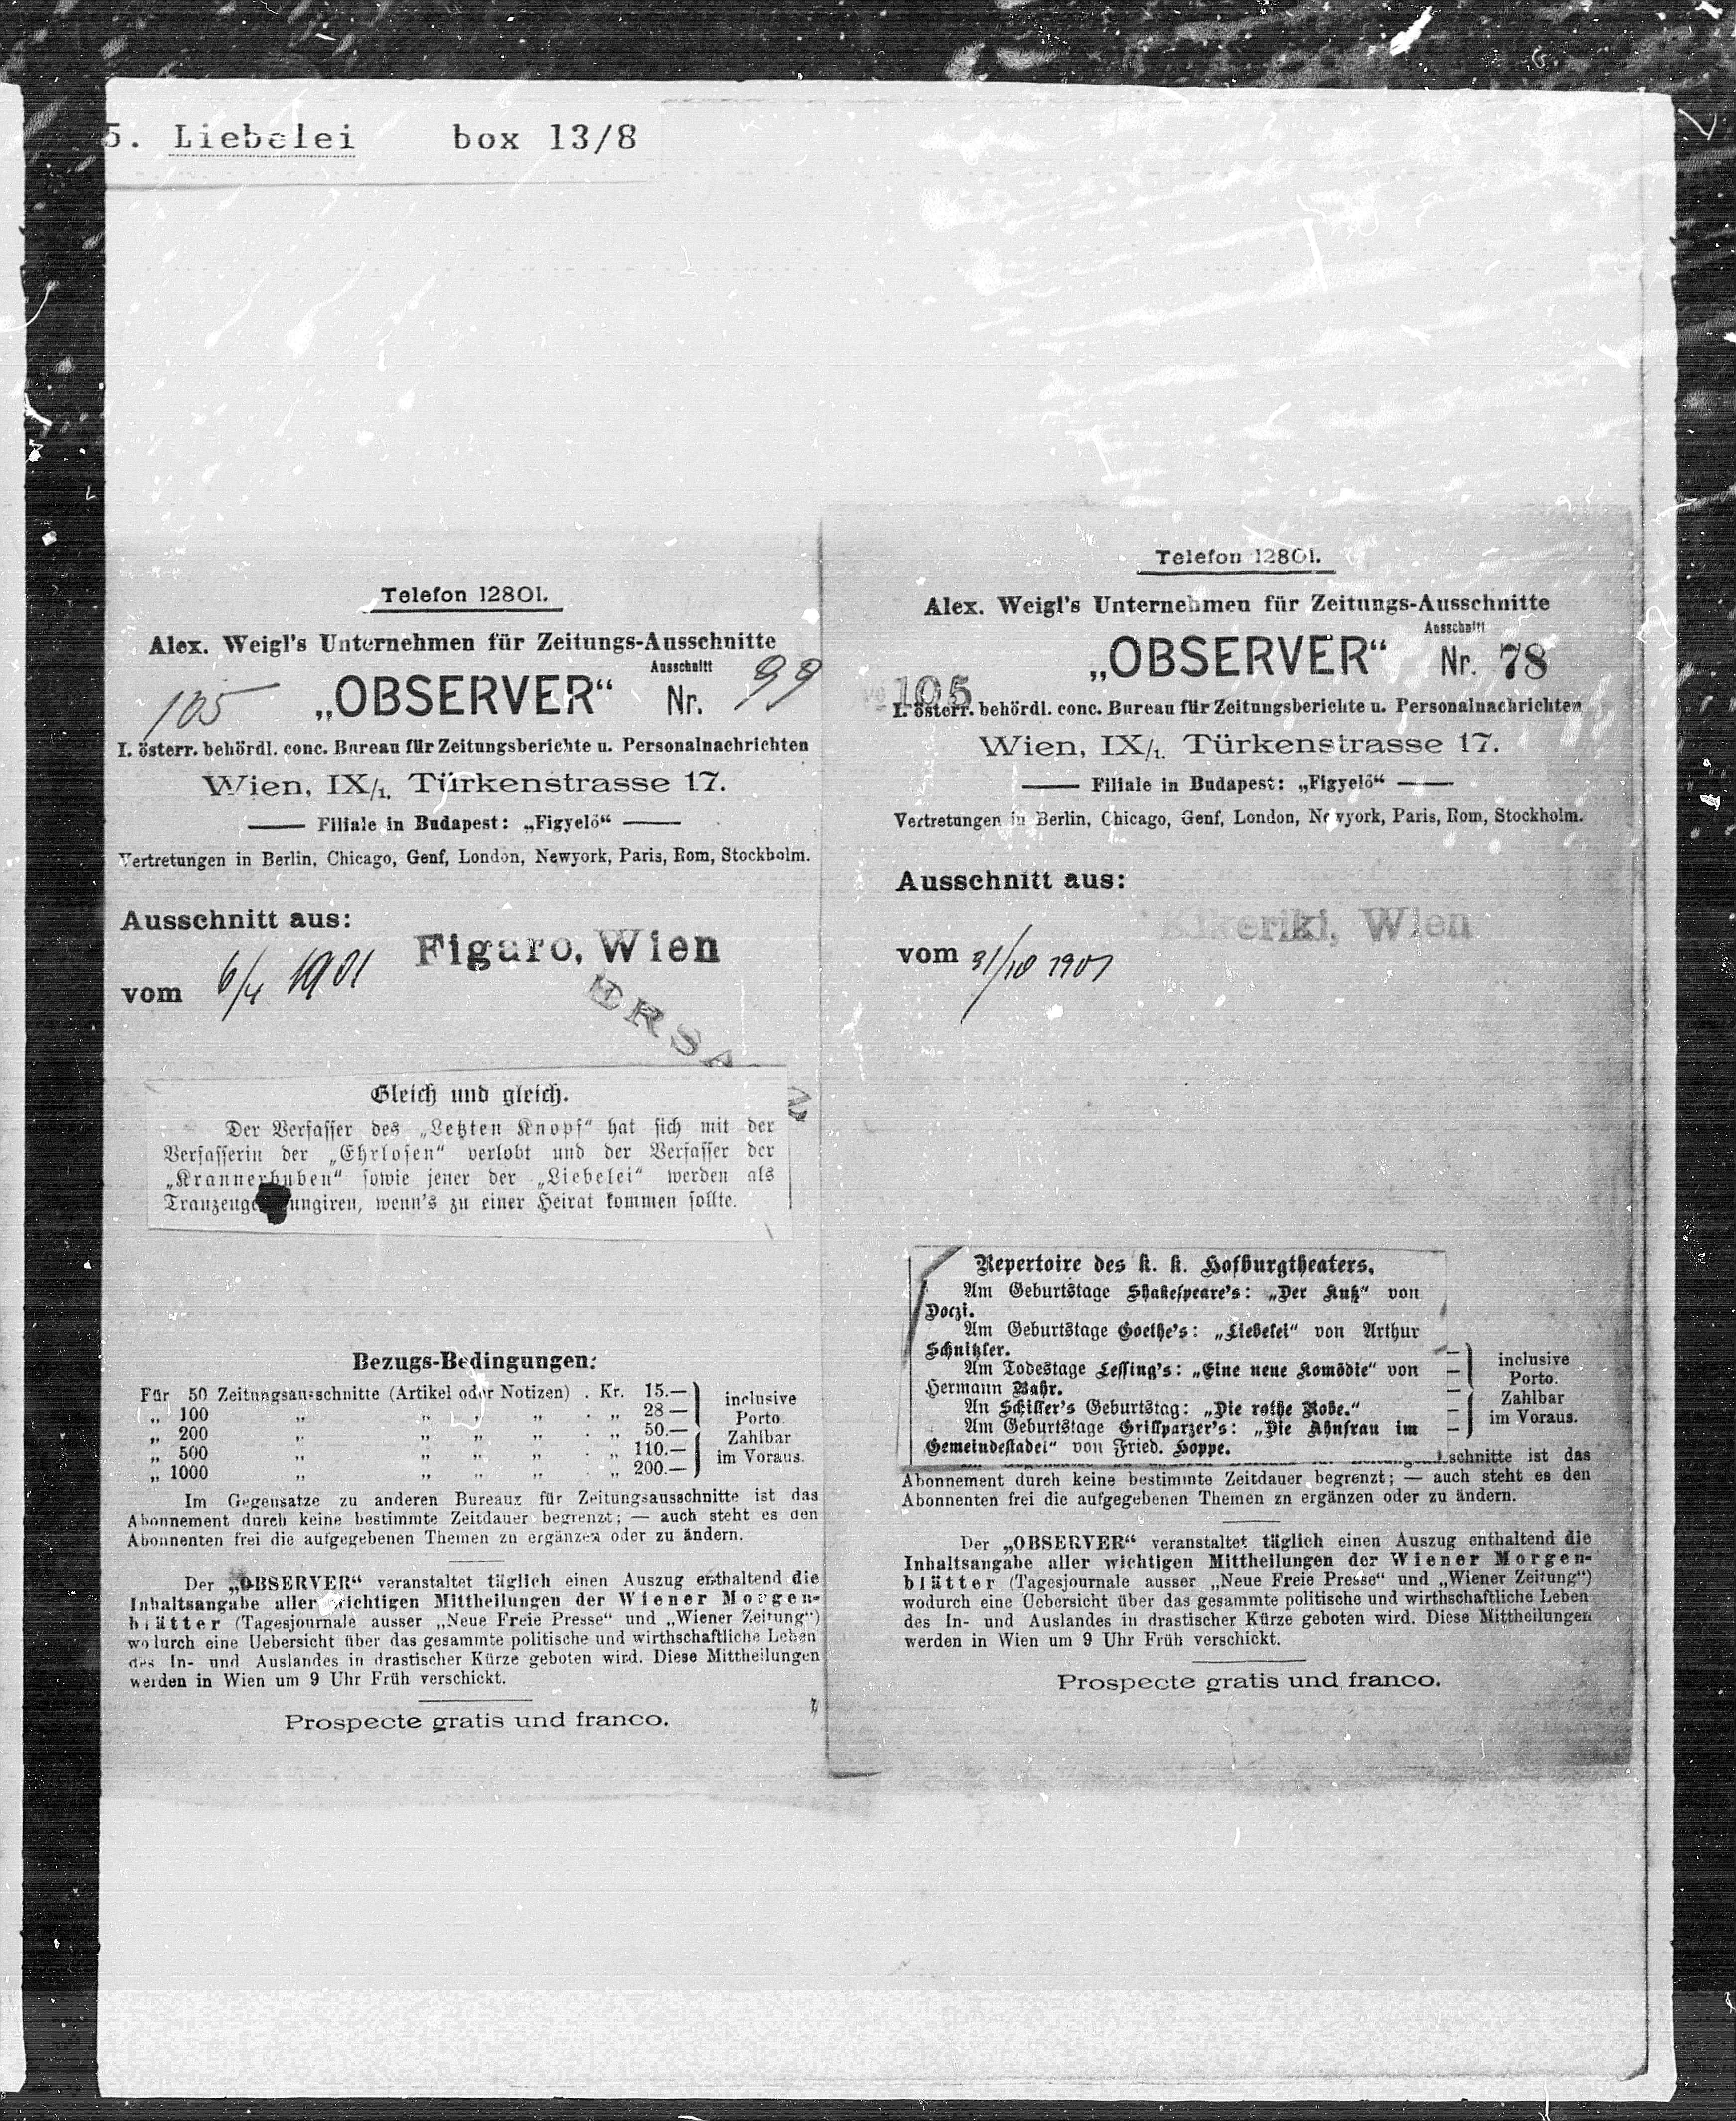 5. Liebelei box 13/8
Telefon 12801.
Alex. Weigl's Unternehmen für Zeitungs-Ausschnitte
Ausschnitt
105 „OBSERVER“ Nr. 99
I. österr. behördl. conc. Bureau für Zeitungsberichte u. Personalnachrichten
Wien, IX/1, Türkenstrasse 17.
Filiale in Budapest: „Figyelö“
Vertretungen in Berlin, Chicago, Genf, London, Newyork, Paris, Rom, Stockholm.
Ausschnitt aus:
Figaro, Wien
vom 6/4 1901
Gleich und gleich.
Der Verfasser des „Letzten Knopf“ hat sich mit der
Verfasserin der „Ehrlosen“ verlobt und der Verfasser der
„Krannerbuben“ sowie jener der „Liebelei“ werden als
ungiren, wenn's zu einer Heirat kommen sollte.
Bezugs-Bedingungen:
Für 50 Zeitungsausschnitte (Artikel oder Notizen) . Kr. 15.— inclusive
„ 100 „ „ „ „ . „ 28 — Porto.
„ 200 „ „ „ „ . „ 50.— Zahlbar
„ 500 „ „ „ „ . „ 110.— im Voraus.
„ 1000 „ „ „ „ . „ 200.—
Im Gegensatze zu anderen Bureaux für Zeitungsausschnitte ist das
Abonnement durch keine bestimmte Zeitdauer begrenzt; — auch steht es den
Abonnenten frei die aufgegebenen Themen zu ergänzen oder zu ändern.
Der „OBSERVER“ veranstaltet täglich einen Auszug enthaltend die
Inhaltsangabe aller wichtigen Mittheilungen der Wiener Morgen-
blätter (Tagesjournale ausser „Neue Freie Presse“ und „Wiener Zeitung“)
wodurch eine Uebersicht über das gesammte politische und wirthschaftliche Leben
des In- und Auslandes in drastischer Kürze geboten wird. Diese Mittheilungen
werden in Wien um 9 Uhr Früh verschickt.
Prospecte gratis und franco.
Telefon 12801.
Alex. Weigl's Unternehmen für Zeitungs-Ausschnitte
Ausschnitt
105 „OBSERVER“ Nr. 78
I. österr. behördl. conc. Bureau für Zeitungsberichte u. Personalnachrichten
Wien, IX/1. Türkenstrasse 17.
Filiale in Budapest: „Figyelö“
Vertretungen in Berlin, Chicago, Genf, London, Newyork, Paris, Rom, Stockholm.
Ausschnitt aus:
Kikeriki, Wien
vom 31/10 1901
Repertoire des k. k. Hofburgtheaters.
Am Geburtstage Shakespeare's: „Der Kuß“ von
Doczi.
Am Geburtstage Goethe's: „Liebelei“ von Arthur
Schnitzler.
Am Todestage Lessing's: „Eine neue Komödie“ von
Hermann Bahr.
An Schiller's Geburtstag: „Die rothe Robe.“
Am Geburtstage Grillparzer's: „Die Ahnfrau im
Gemeindestadel“ von Fried. Hoppe.
inclusive
Porto.
Zahlbar
im Voraus.
schnitte ist das
Abonnement durch keine bestimmte Zeitdauer begrenzt; — auch steht es den
Abonnenten frei die aufgegebenen Themen zn ergänzen oder zu ändern.
Der „OBSERVER“ veranstaltet täglich einen Auszug enthaltend die
Inhaltsangabe aller wichtigen Mittheilungen der Wiener Morgen-
blätter (Tagesjournale ausser „Neue Freie Presse“ und „Wiener Zeitung“)
wodurch eine Uebersicht über das gesammte politische und wirthschaftliche Leben
des In- und Auslandes in drastischer Kürze geboten wird. Diese Mittheilungen
werden in Wien um 9 Uhr Früh verschickt.
Prospecte gratis und franco.